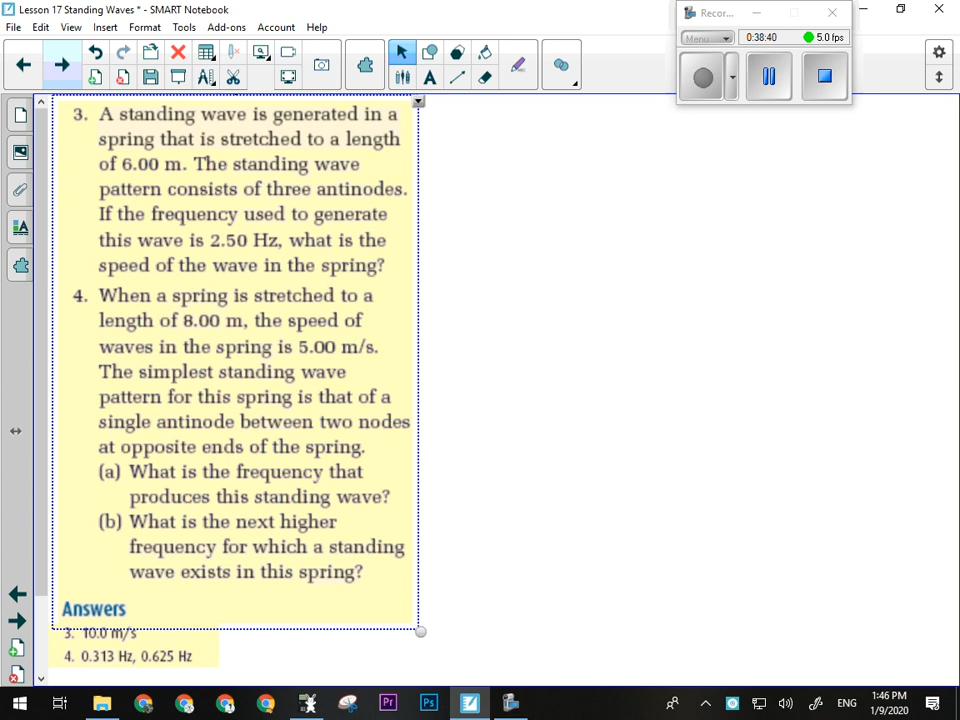 Lesson 17 Standing Waves * - SMART Notebook
File Edit View Insert Format Tools Add-ons Account Help
Recor...
Menu
0:38:40
5.0 fps
3. A standing wave is generated in a
spring that is stretched to a length
of 6.00 m. The standing wave
pattern consists of three antinodes.
If the frequency used to generate
this wave is 2.50 Hz, what is the
speed of the wave in the spring?
4. When a spring is stretched to a
length of 8.00 m, the speed of
waves in the spring is 5.00 m/s.
The simplest standing wave
pattern for this spring is that of a
single antinode between two nodes
at opposite ends of the spring.
(a) What is the frequency that
produces this standing wave?
(b) What is the next higher
frequency for which a standing
wave exists in this spring?
Answers
3. 10.0 m/s
4. 0.313 Hz, 0.625 Hz
Pr
Ps
ENG
1:46 PM
1/9/2020